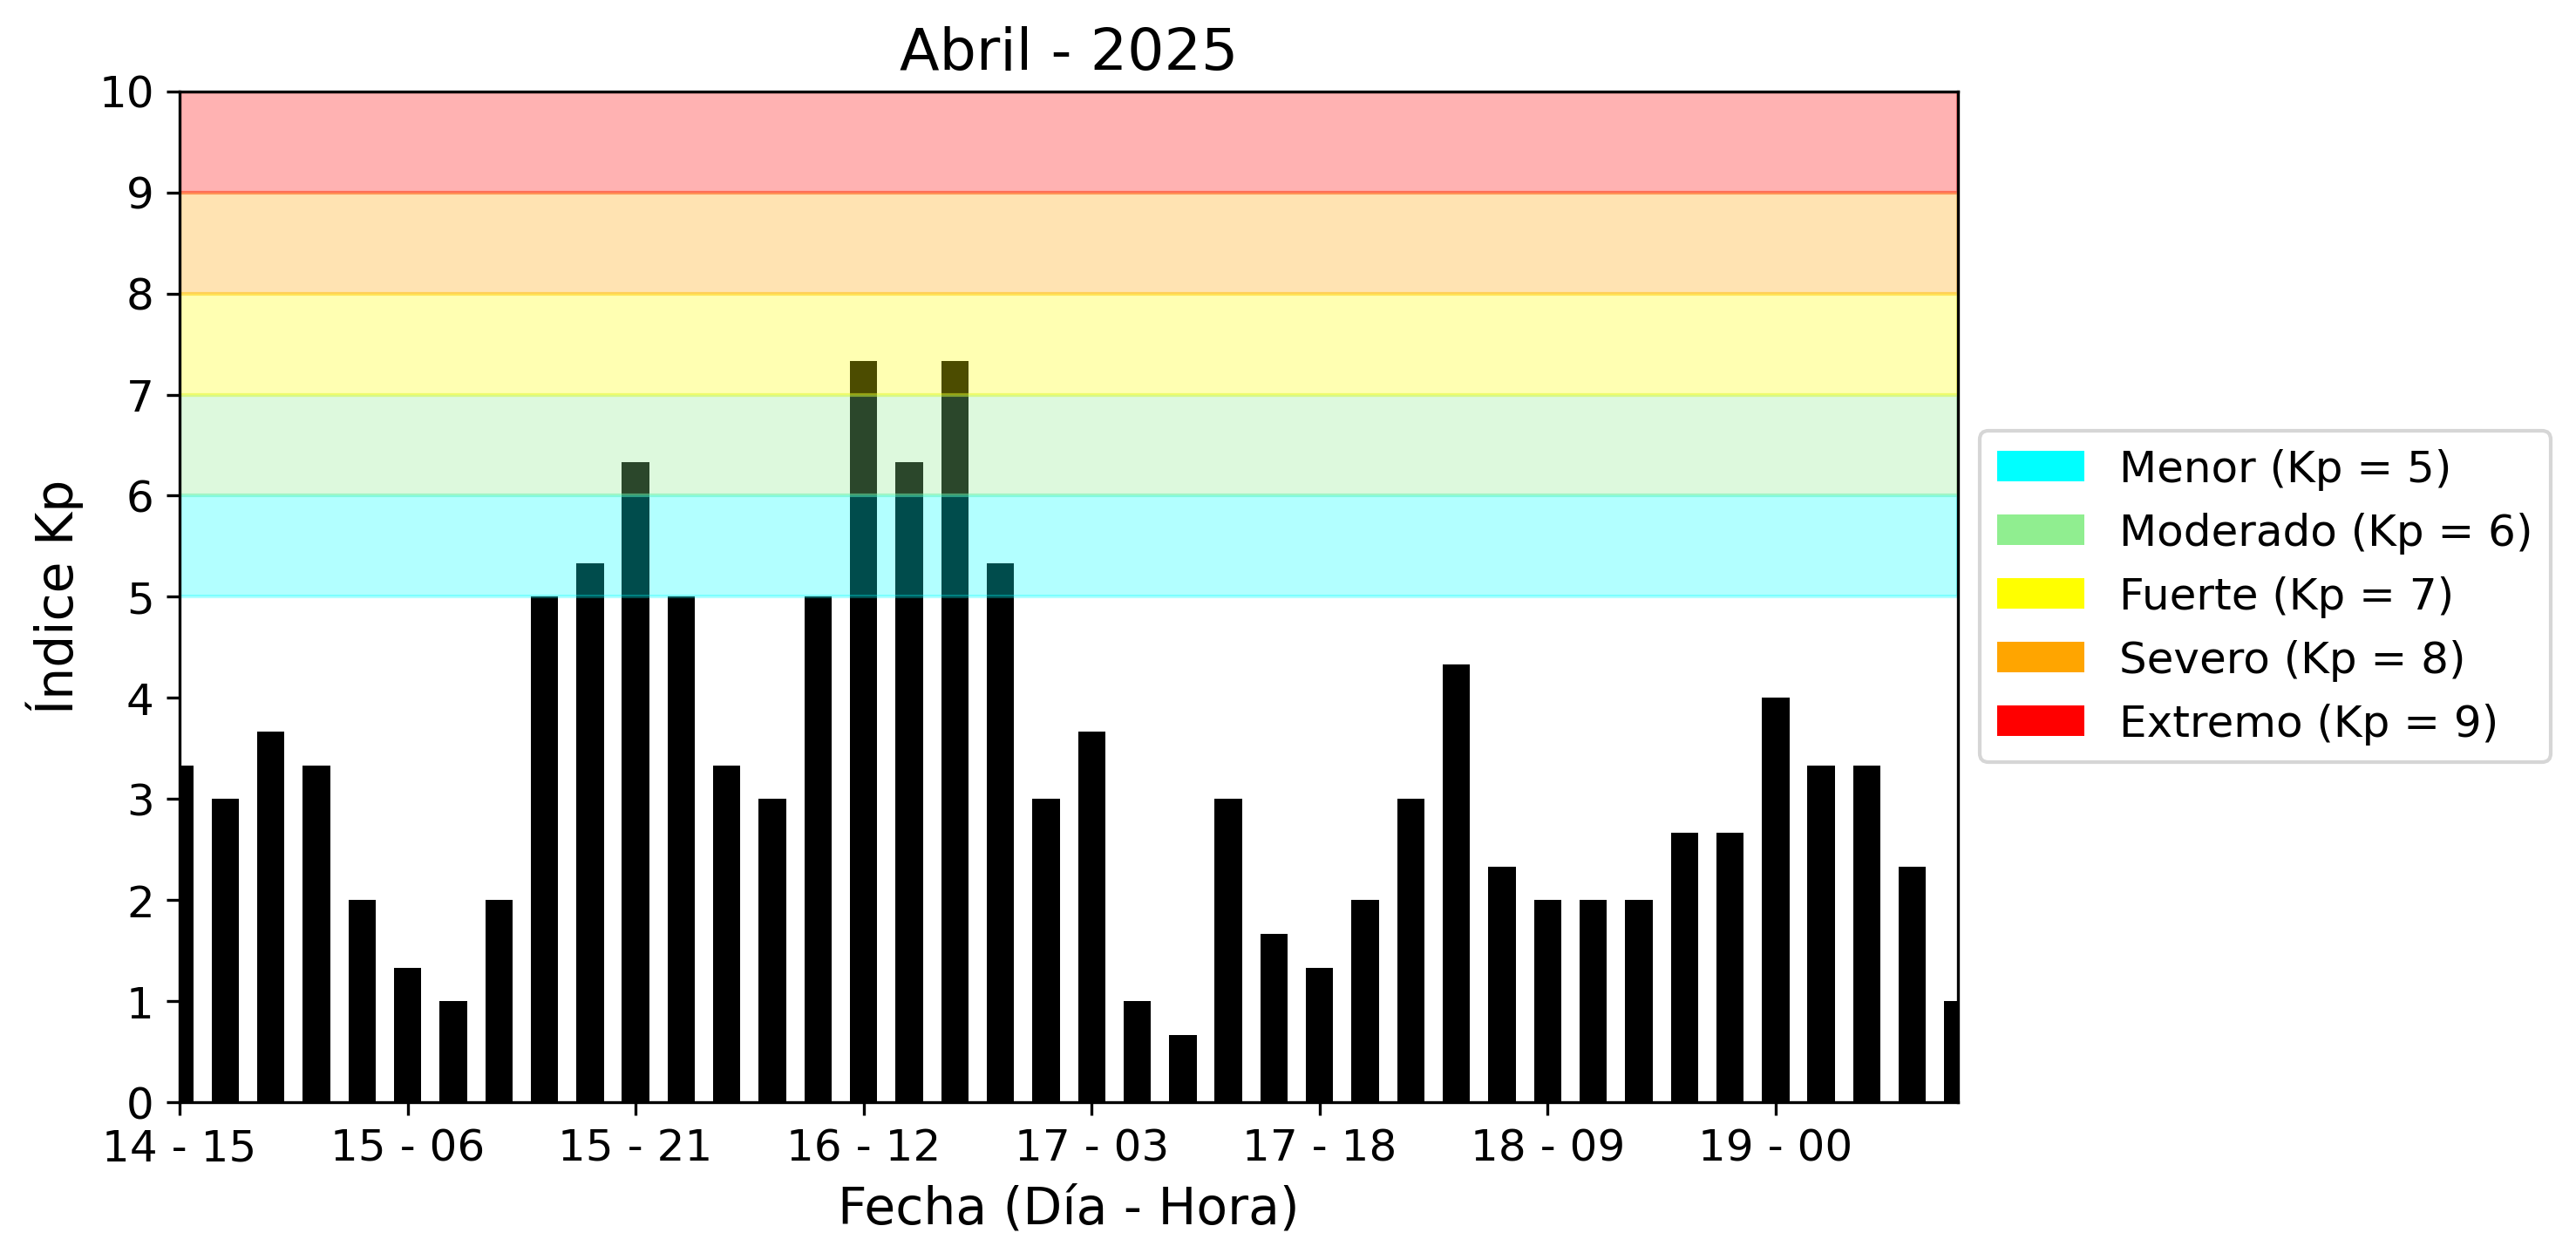 Abril - 2025
10
9
8
7
6
5
4
3
2
1
0
Índice Kp
14 - 15
15 - 06
15 - 21
16 - 12
17 - 03
17 - 18
18 - 09
19 - 00
Fecha (Día - Hora)
Menor (Kp = 5)
Moderado (Kp = 6)
Fuerte (Kp = 7)
Severo (Kp = 8)
Extremo (Kp = 9)